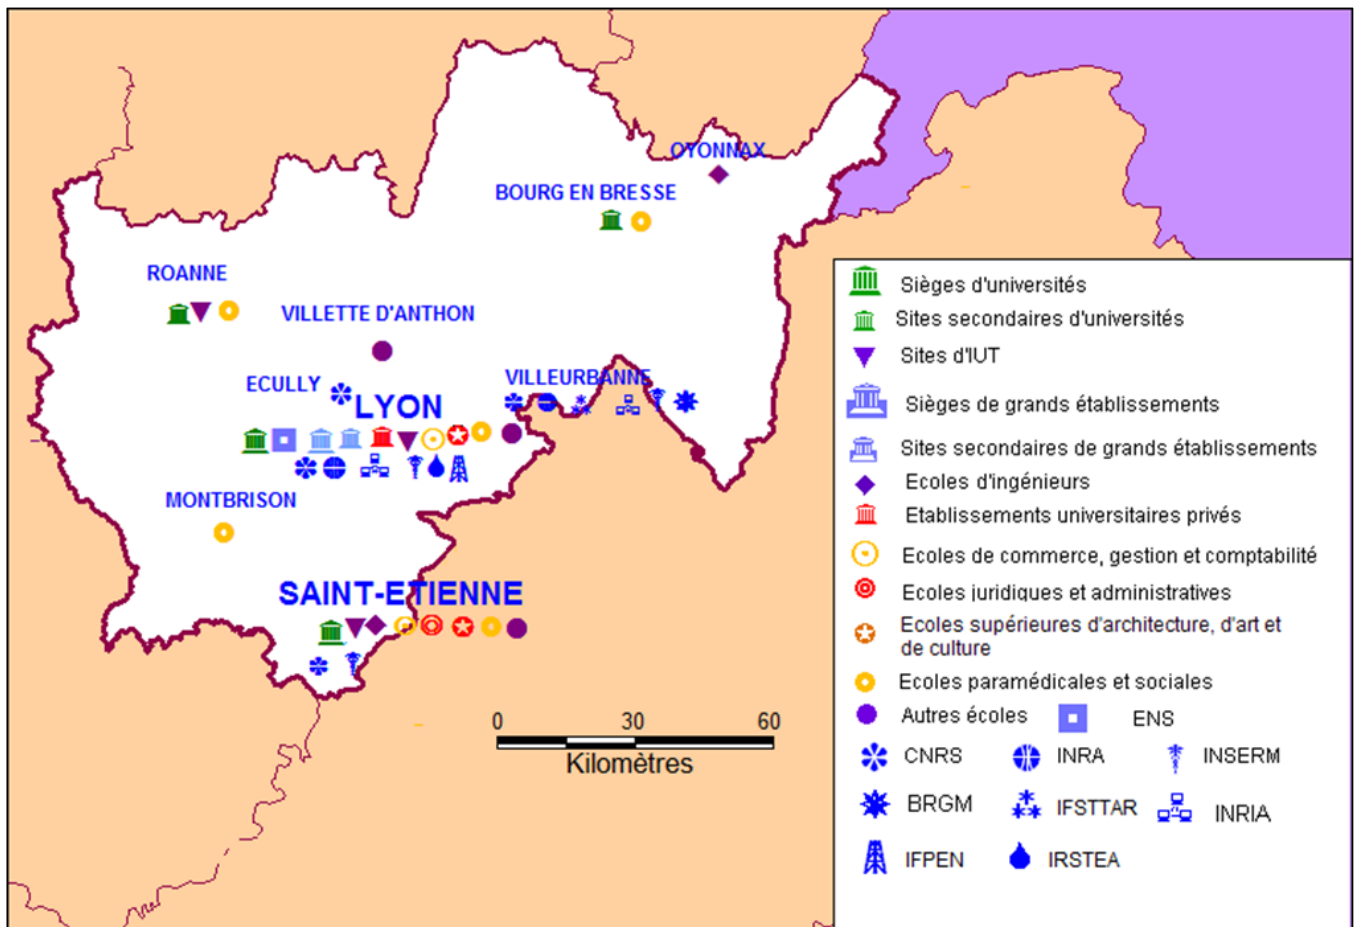 OYONNAX
BOURG EN BRESSE
ROANNE
VILLETTE D'ANTHON
ECULLY
VILLEURBANNE
LYON
MONTBRISON
SAINT-ETIENNE
0 30 60
Kilomètres
Sièges d'universités
Sites secondaires d'universités
Sites d'IUT
Sièges de grands établissements
Sites secondaires de grands établissements
Ecoles d'ingénieurs
Etablissements universitaires privés
Ecoles de commerce, gestion et comptabilité
Ecoles juridiques et administratives
Ecoles supérieures d'architecture, d'art et
de culture
Ecoles paramédicales et sociales
Autres écoles ENS
CNRS INRA INSERM
BRGM IFSTTAR INRIA
IFPEN IRSTEA